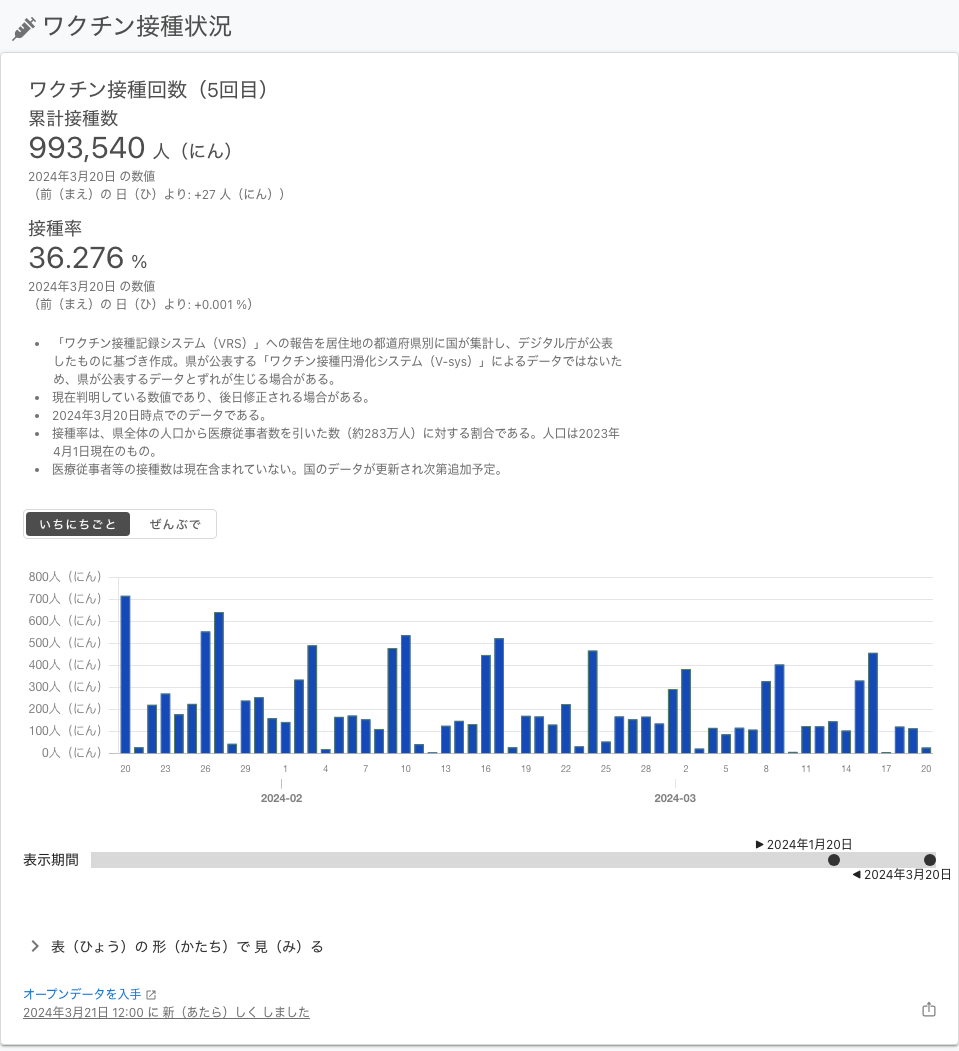 ワクチン接種状況
ワクチン接種回数（5回目）
累計接種数
993,540 人（にん）
2024年3月20日 の数値
（前（まえ）の 日（ひ）より: +27 人（にん））
接種率
36.276 %
2024年3月20日 の数値
（前（まえ）の 日（ひ）より: +0.001 %）
• 「ワクチン接種記録システム（VRS）」への報告を居住地の都道府県別に国が集計し、デジタル庁が公表
したものに基づき作成。県が公表する「ワクチン接種円滑化システム（V-sys）」によるデータではないた
め、県が公表するデータとずれが生じる場合がある。
• 現在判明している数値であり、後日修正される場合がある。
• 2024年3月20日時点でのデータである。
• 接種率は、県全体の人口から医療従事者数を引いた数（約283万人）に対する割合である。人口は2023年
4月1日現在のもの。
• 医療従事者等の接種数は現在含まれていない。国のデータが更新され次第追加予定。
いちにちごと ぜんぶで
800人（にん）
700人（にん）
600人（にん）
500人（にん）
400人（にん）
300人（にん）
200人（にん）
100人（にん）
0人（にん）
20 23 26 29 1 4 7 10 13 16 19 22 25 28 2 5 8 11 14 17 20
2024-02 2024-03
▶ 2024年1月20日
表示期間
◀ 2024年3月20日
表（ひょう）の 形（かたち）で 見（み）る
オープンデータを入手
2024年3月21日 12:00 に 新（あたら）しく しました